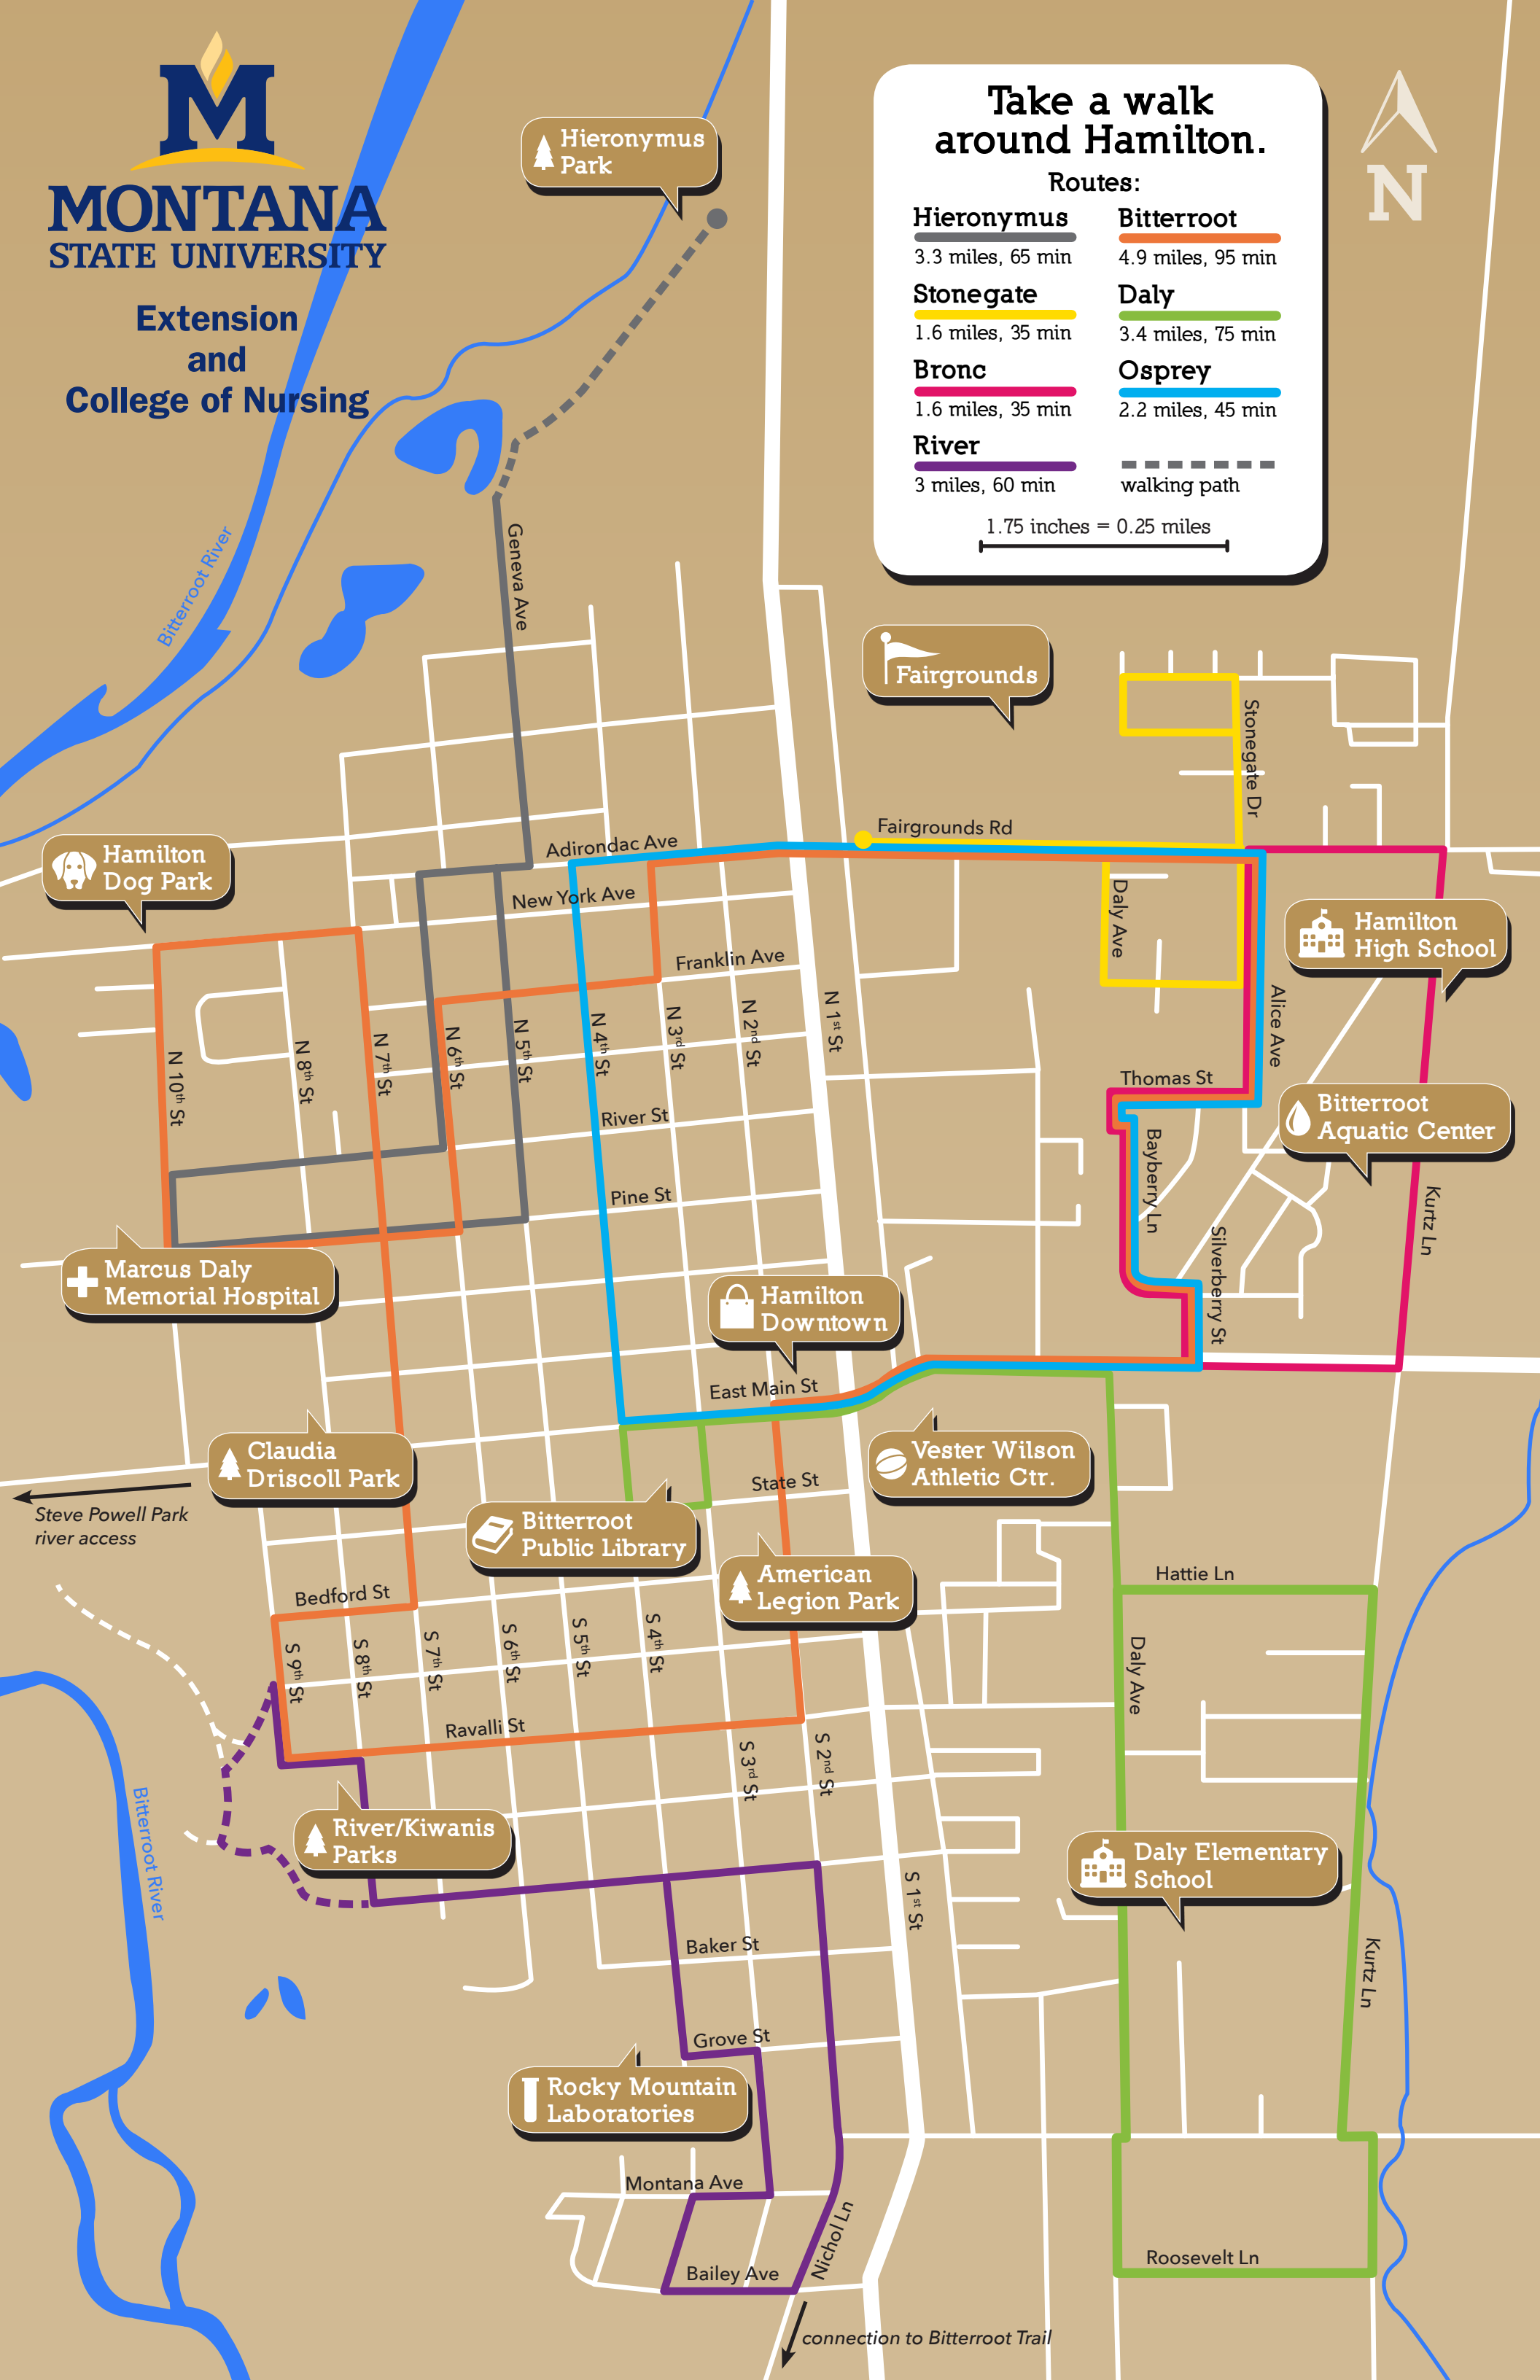 MONTANA
STATE UNIVERSITY
Extension
and
College of Nursing
Hieronymus
Park
Take a walk
around Hamilton.
Routes:
Hieronymus
3.3 miles, 65 min
Bitterroot
4.9 miles, 95 min
Stonegate
1.6 miles, 35 min
Daly
3.4 miles, 75 min
Bronc
1.6 miles, 35 min
Osprey
2.2 miles, 45 min
River
3 miles, 60 min
walking path
1.75 inches = 0.25 miles
N
Bitterroot River
Geneva Ave
Fairgrounds
Stonegate Dr
Fairgrounds Rd
Adirondac Ave
Hamilton
Dog Park
New York Ave
Daly Ave
Hamilton
High School
Franklin Ave
N 10th St
N 8th St
N 7th St
N 6th St
N 5th St
N 4th St
N 3rd St
N 2nd St
N 1st St
Alice Ave
Thomas St
River St
Bitterroot
Aquatic Center
Bayberry Ln
Pine St
Kurtz Ln
Silverberry St
Marcus Daly
Memorial Hospital
Hamilton
Downtown
East Main St
Claudia
Driscoll Park
Vester Wilson
Athletic Ctr.
State St
Steve Powell Park
river access
Bitterroot
Public Library
American
Legion Park
Hattie Ln
Bedford St
S 9th St
S 8th St
S 7th St
S 6th St
S 5th St
S 4th St
Daly Ave
Ravalli St
S 3rd St
S 2nd St
Bitterroot River
River/Kiwanis
Parks
Daly Elementary
School
S 1st St
Baker St
Kurtz Ln
Grove St
Rocky Mountain
Laboratories
Montana Ave
Nichol Ln
Bailey Ave
Roosevelt Ln
connection to Bitterroot Trail